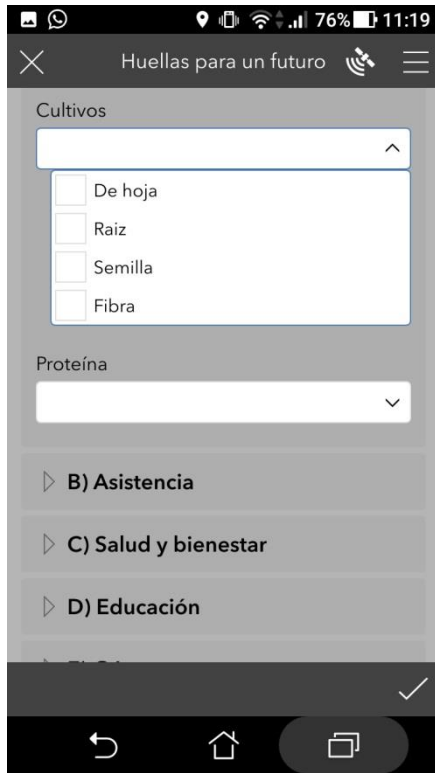 76% 11:19
Huellas para un futuro
Cultivos
De hoja
Raiz
Semilla
Fibra
Proteína
B) Asistencia
C) Salud y bienestar
D) Educación